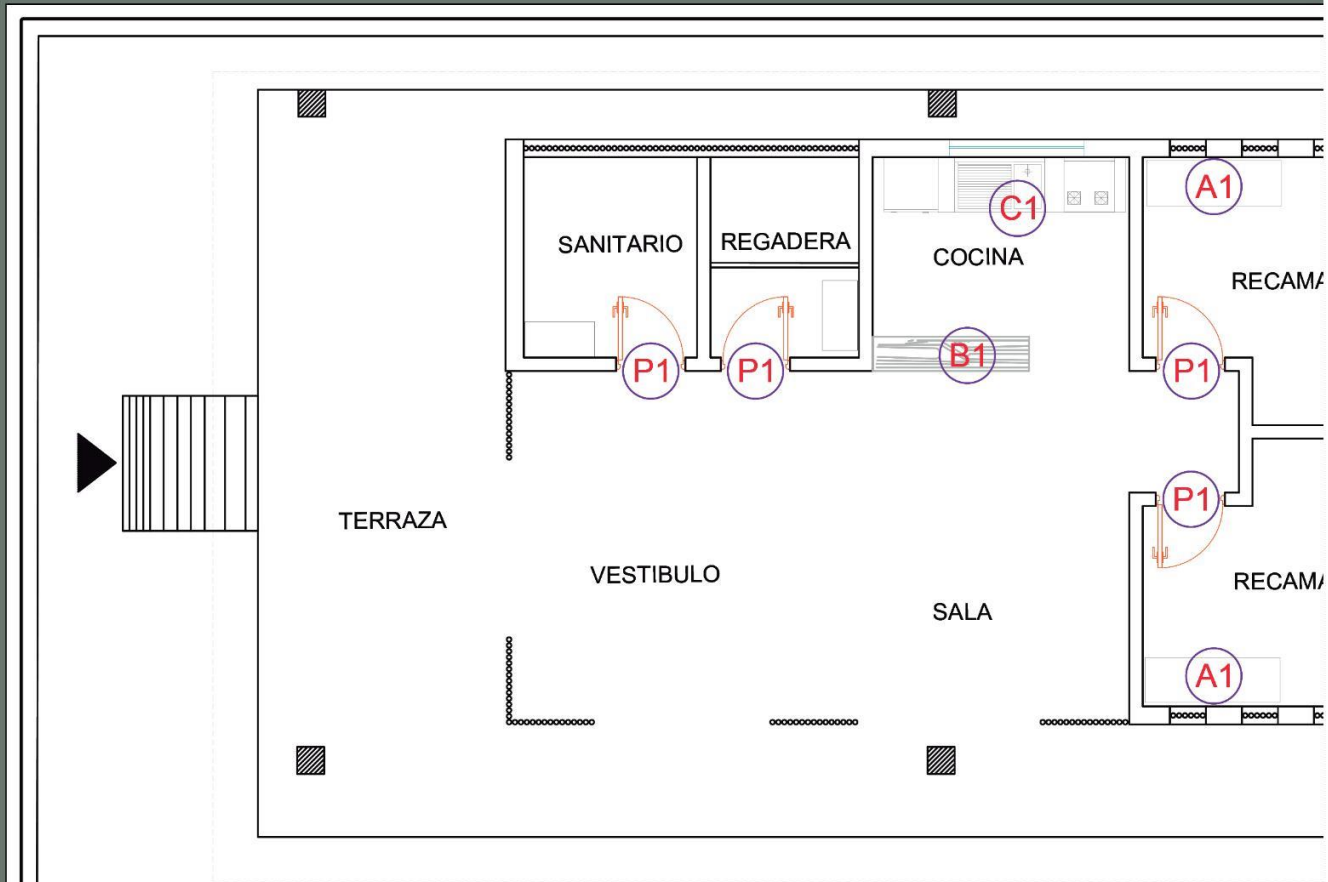 A1
C1
SANITARIO
REGADERA
COCINA
RECAMA
B1
P1
P1
P1
P1
TERRAZA
VESTIBULO
RECAMA
SALA
A1